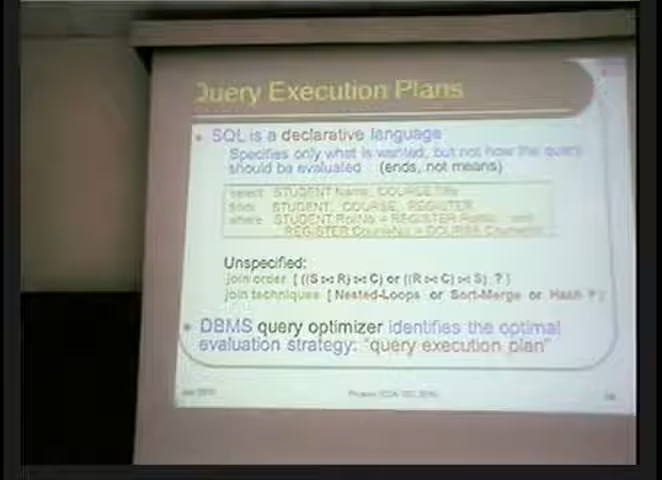 Query Execution Plans
SQL is a declarative language
Specifies only what is wanted, but not how the query
should be evaluated (ends, not means)
select STUDENT.Name, COURSE.Title
from STUDENT, COURSE, REGISTER
where STUDENT.RollNo = REGISTER.RollNo and
REGISTER.CourseNo = COURSE.CourseNo
Unspecified:
join order [ ((S ⋈ R) ⋈ C) or ((R ⋈ C) ⋈ S) ? ]
join techniques [ Nested-Loops or Sort-Merge or Hash ? ]
DBMS query optimizer identifies the optimal
evaluation strategy: "query execution plan"